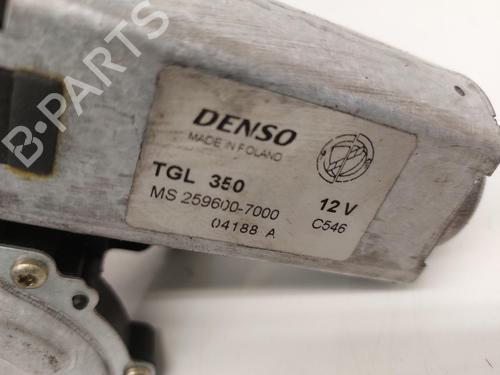 B-PARTS
DENSO
MADE IN POLAND
TGL 350
MS 259600-7000
12 V
04188 A
C546